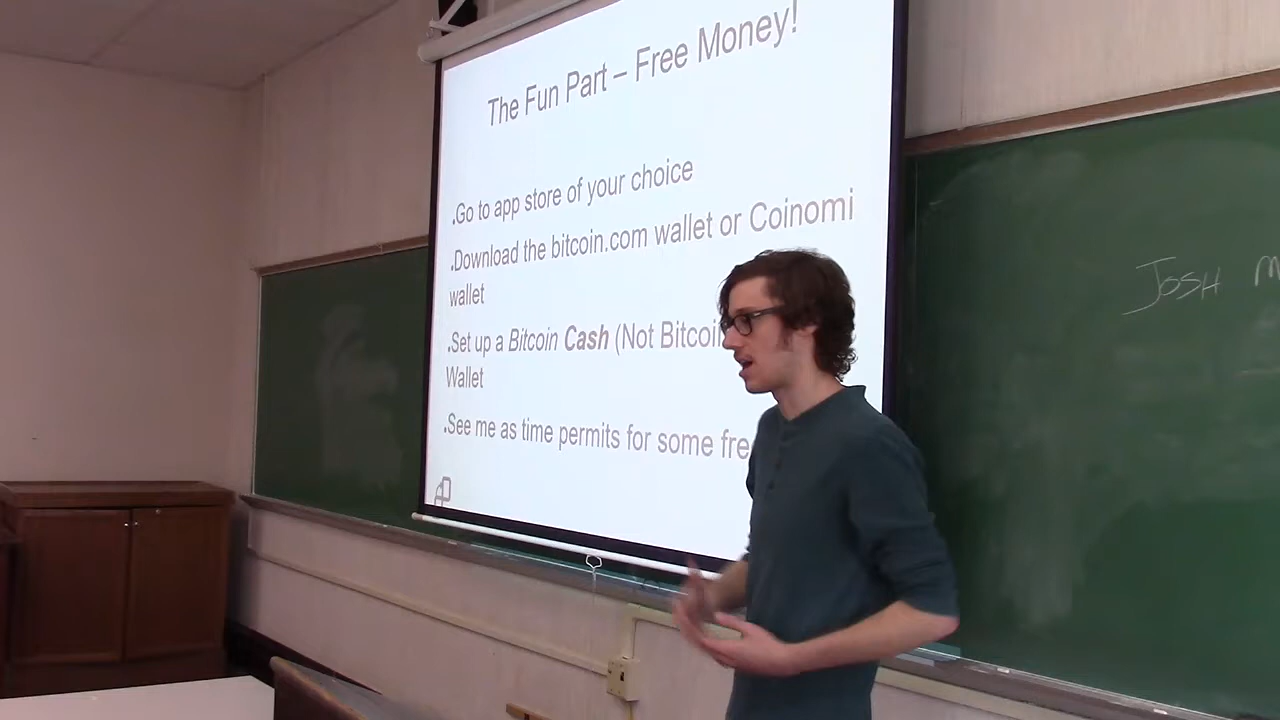 The Fun Part – Free Money!
.Go to app store of your choice
.Download the bitcoin.com wallet or Coinomi
wallet
.Set up a Bitcoin Cash (Not Bitcoi
Wallet
.See me as time permits for some fre
JOSH M